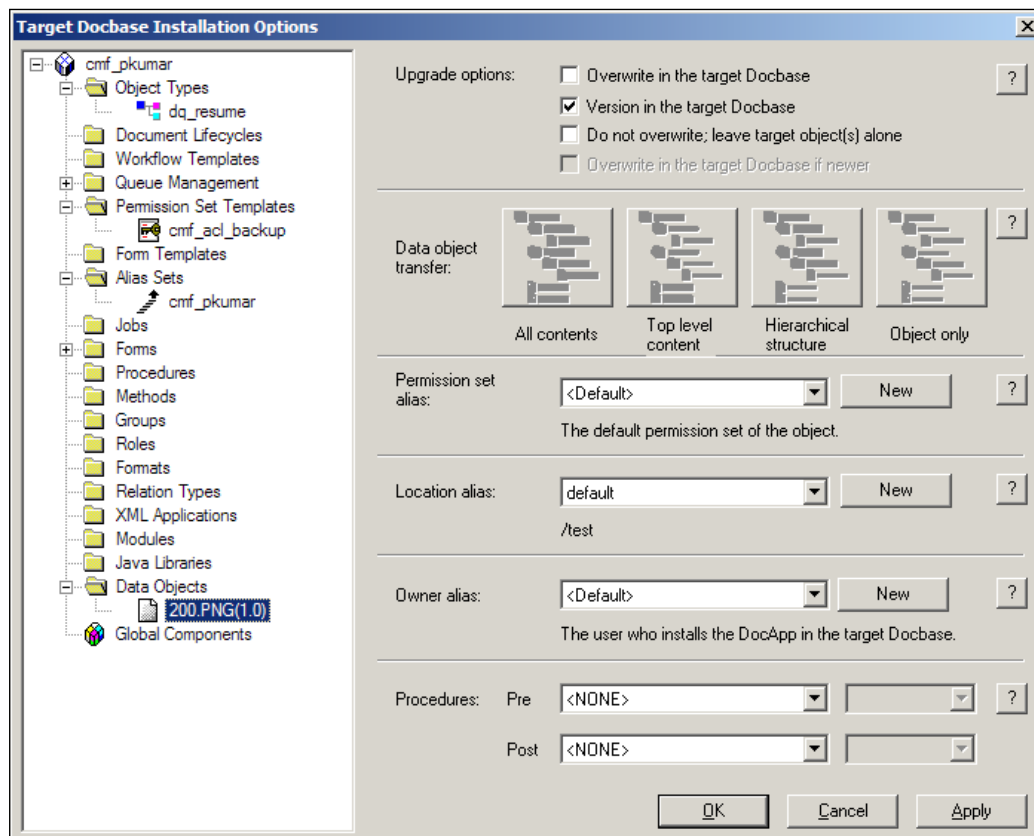 Target Docbase Installation Options
cmf_pkumar
Object Types
dq_resume
Document Lifecycles
Workflow Templates
Queue Management
Permission Set Templates
cmf_acl_backup
Form Templates
Alias Sets
cmf_pkumar
Jobs
Forms
Procedures
Methods
Groups
Roles
Formats
Relation Types
XML Applications
Modules
Java Libraries
Data Objects
200.PNG(1.0)
Global Components
Upgrade options:
Overwrite in the target Docbase
?
Version in the target Docbase
Do not overwrite; leave target object(s) alone
Overwrite in the target Docbase if newer
Data object
transfer:
?
All contents
Top level
content
Hierarchical
structure
Object only
Permission set
alias:
<Default>
New
?
The default permission set of the object.
Location alias:
default
New
?
/test
Owner alias:
<Default>
New
?
The user who installs the DocApp in the target Docbase.
Procedures:
Pre
<NONE>
?
Post
<NONE>
OK
Cancel
Apply